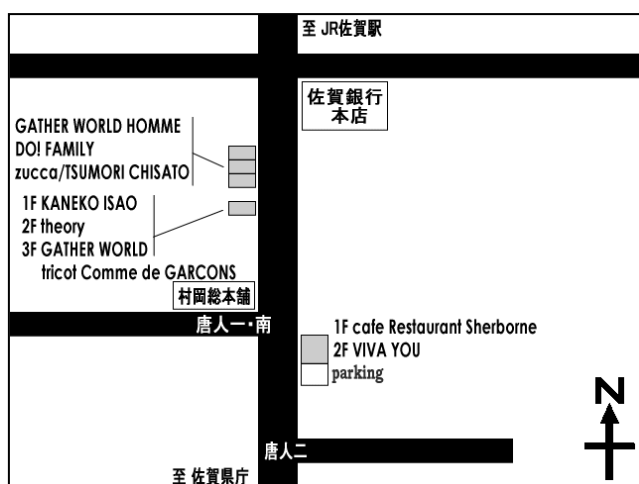 至 JR佐賀駅
佐賀銀行
本店
GATHER WORLD HOMME
DO! FAMILY
zucca/TSUMORI CHISATO
1F KANEKO ISAO
2F theory
3F GATHER WORLD
tricot Comme de GARCONS
村岡総本舗
唐人一・南
1F cafe Restaurant Sherborne
2F VIVA YOU
parking
N
唐人二
至 佐賀県庁